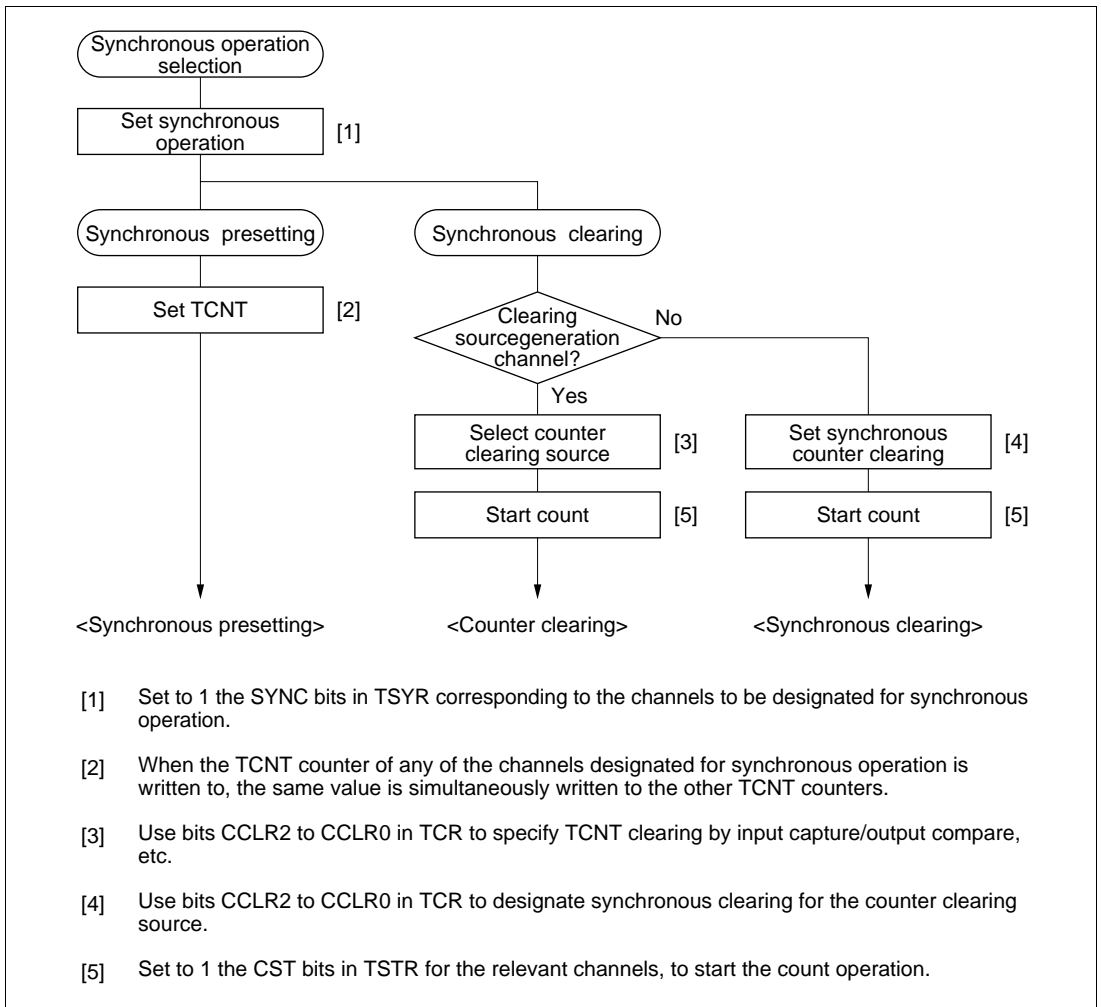 Synchronous operation
selection
Set synchronous
operation
[1]
Synchronous presetting
Synchronous clearing
Set TCNT
[2]
Clearing
sourcegeneration
channel?
No
Yes
Select counter
clearing source
[3]
Set synchronous
counter clearing
[4]
Start count
[5]
Start count
[5]
<Synchronous presetting>
<Counter clearing>
<Synchronous clearing>
[1] Set to 1 the SYNC bits in TSYR corresponding to the channels to be designated for synchronous
operation.
[2] When the TCNT counter of any of the channels designated for synchronous operation is
written to, the same value is simultaneously written to the other TCNT counters.
[3] Use bits CCLR2 to CCLR0 in TCR to specify TCNT clearing by input capture/output compare,
etc.
[4] Use bits CCLR2 to CCLR0 in TCR to designate synchronous clearing for the counter clearing
source.
[5] Set to 1 the CST bits in TSTR for the relevant channels, to start the count operation.